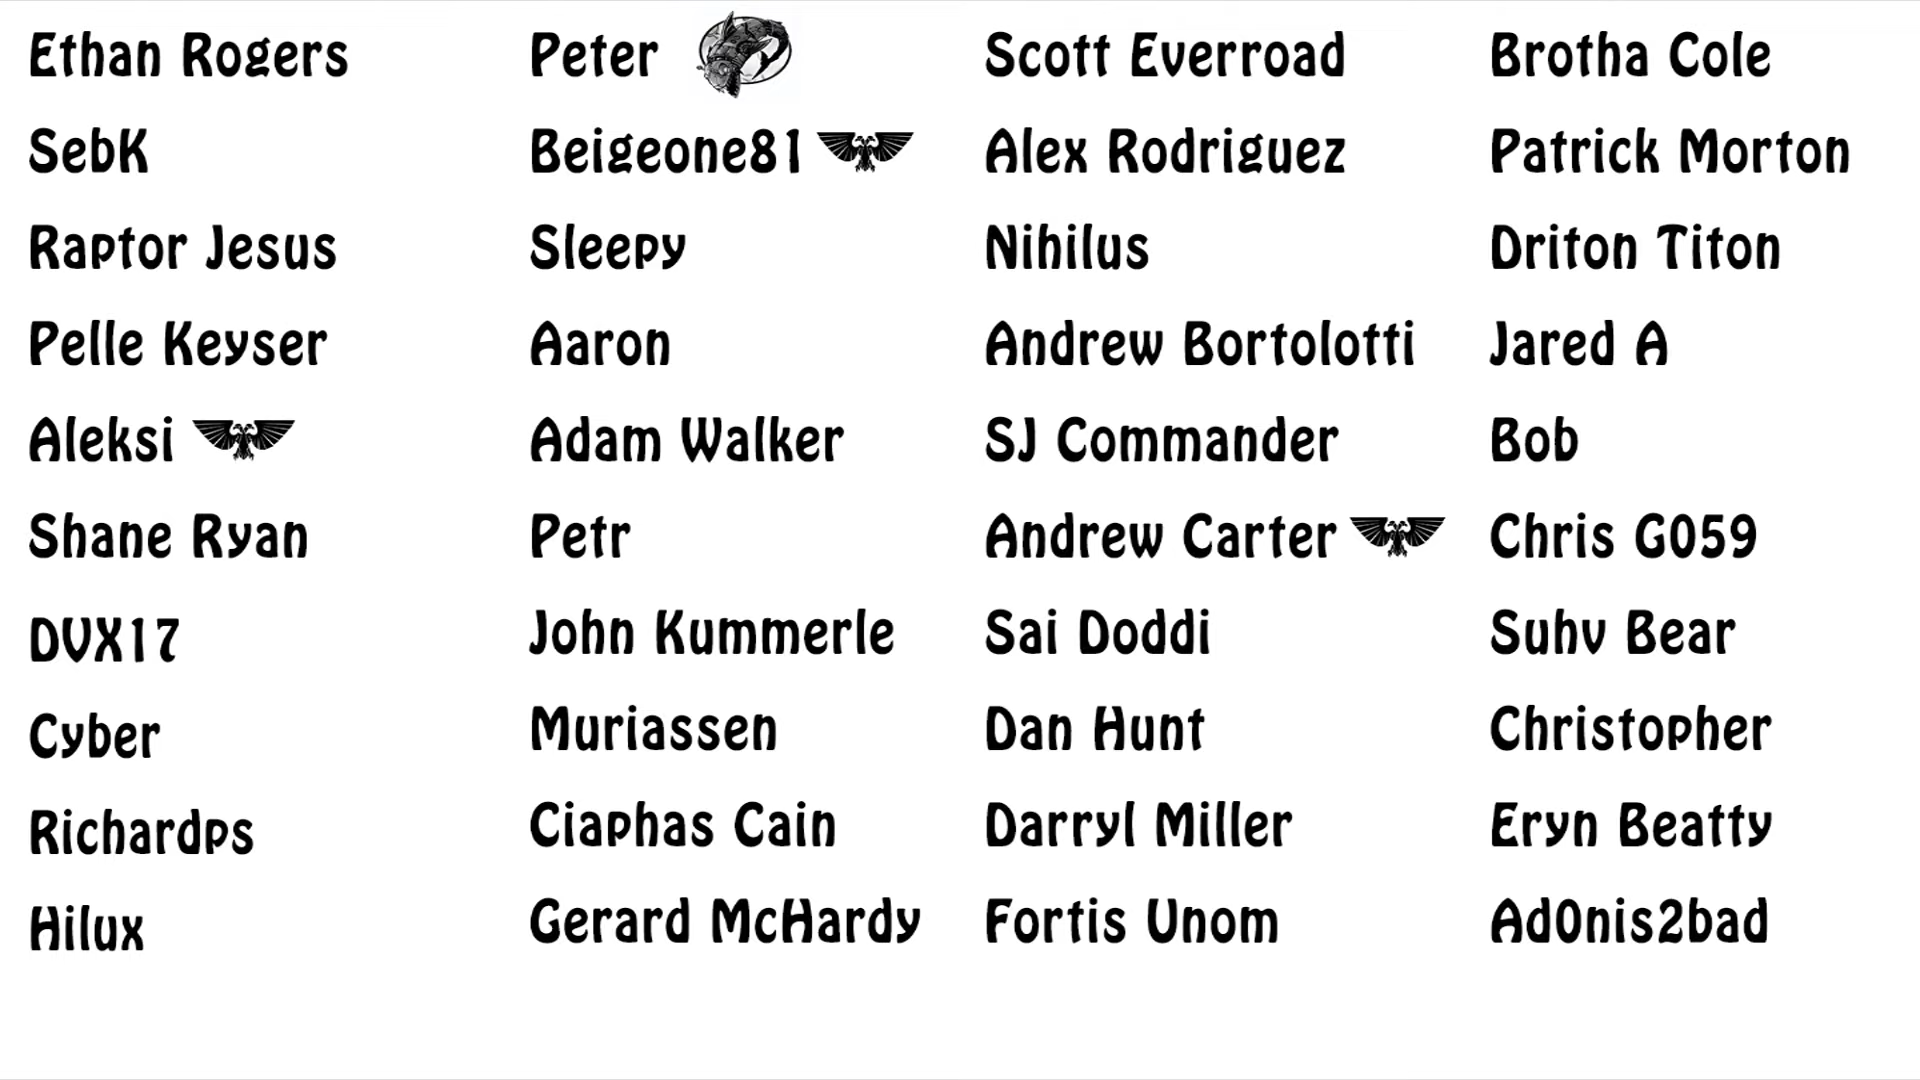 Ethan Rogers
SebK
Raptor Jesus
Pelle Keyser
Aleksi
Shane Ryan
DVX17
Cyber
Richardps
Hilux
Peter
Beigeone81
Sleepy
Aaron
Adam Walker
Petr
John Kummerle
Muriassen
Ciaphas Cain
Gerard McHardy
Scott Everroad
Alex Rodriguez
Nihilus
Andrew Bortolotti
SJ Commander
Andrew Carter
Sai Doddi
Dan Hunt
Darryl Miller
Fortis Unom
Brotha Cole
Patrick Morton
Driton Titon
Jared A
Bob
Chris G059
Suhv Bear
Christopher
Eryn Beatty
Ad0nis2bad